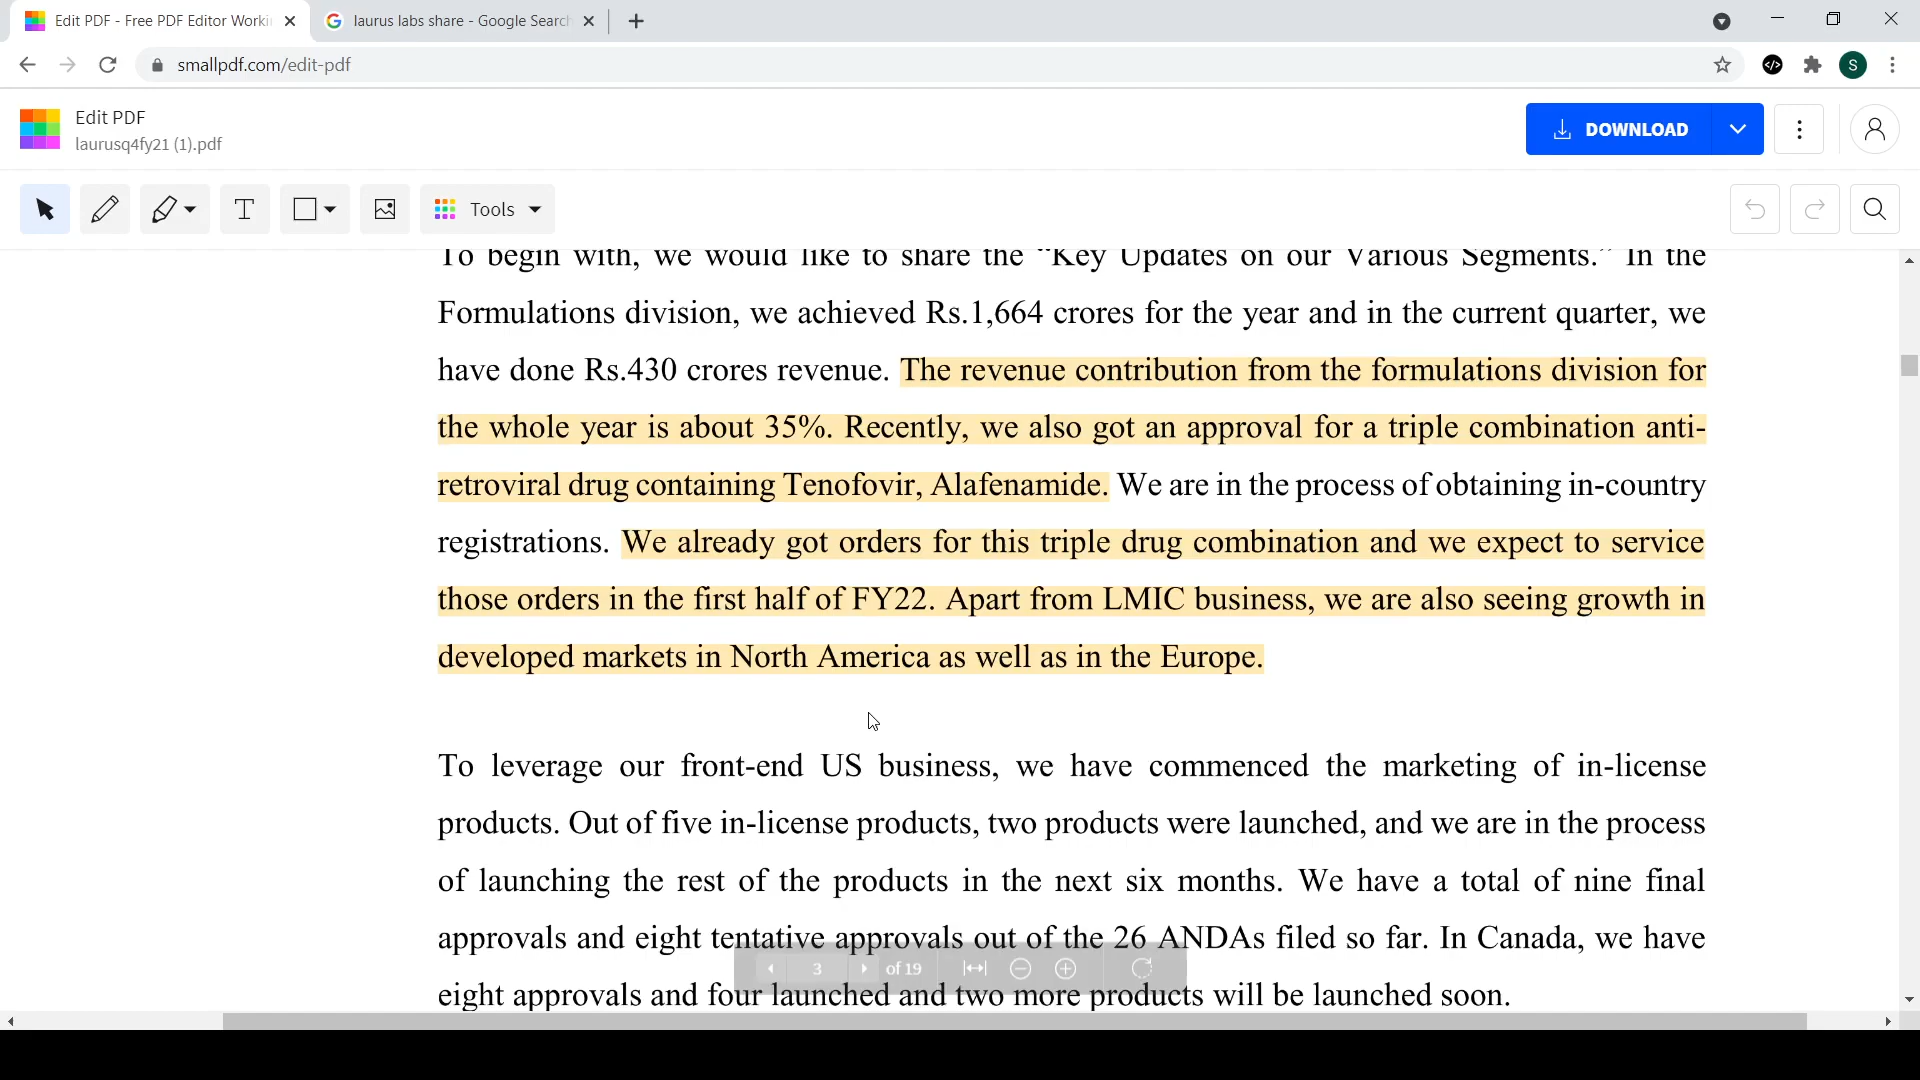 Edit PDF - Free PDF Editor Worki
laurus labs share - Google Search
smallpdf.com/edit-pdf
S
Edit PDF
laurusq4fy21 (1).pdf
DOWNLOAD
T
Tools
To begin with, we would like to share the “Key Updates on our Various Segments.” In the
Formulations division, we achieved Rs.1,664 crores for the year and in the current quarter, we
have done Rs.430 crores revenue. The revenue contribution from the formulations division for
the whole year is about 35%. Recently, we also got an approval for a triple combination anti-
retroviral drug containing Tenofovir, Alafenamide. We are in the process of obtaining in-country
registrations. We already got orders for this triple drug combination and we expect to service
those orders in the first half of FY22. Apart from LMIC business, we are also seeing growth in
developed markets in North America as well as in the Europe.
To leverage our front-end US business, we have commenced the marketing of in-license
products. Out of five in-license products, two products were launched, and we are in the process
of launching the rest of the products in the next six months. We have a total of nine final
approvals and eight tentative approvals out of the 26 ANDAs filed so far. In Canada, we have
3 of 19
eight approvals and four launched and two more products will be launched soon.